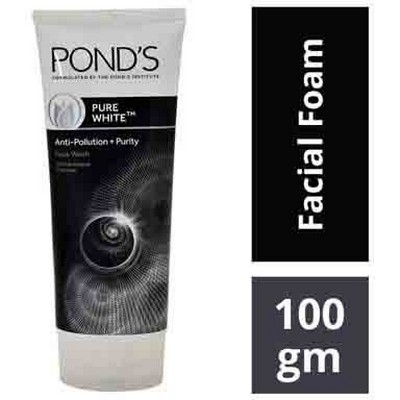 POND'S
FORMULATED BY THE POND'S INSTITUTE
PURE
WHITE™
Anti-Pollution + Purity
Face Wash
Facial Foam
100
gm